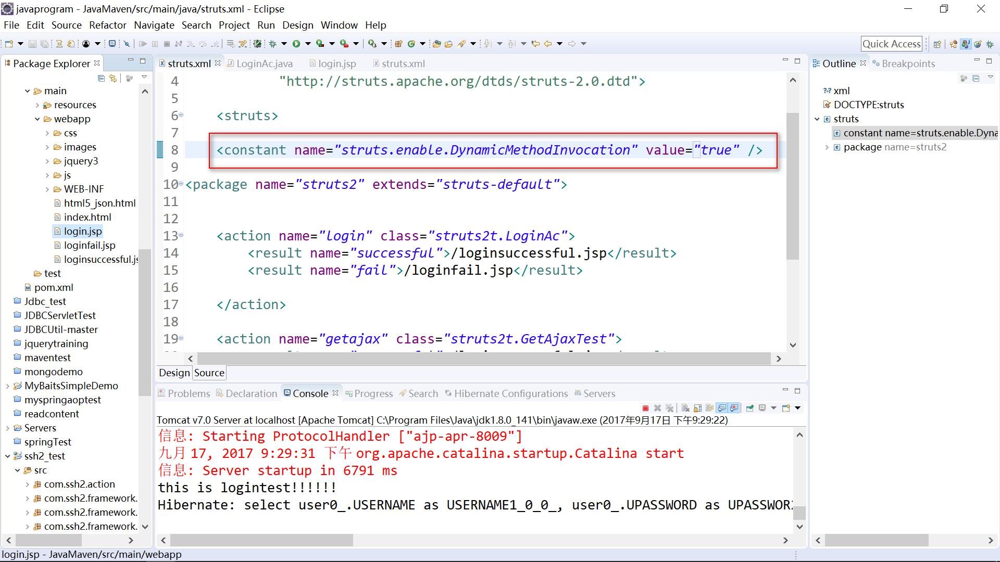 javaprogram - JavaMaven/src/main/java/struts.xml - Eclipse
File Edit Source Refactor Navigate Search Project Run Design Window Help
Quick Access
Package Explorer
main
resources
webapp
css
images
jquery3
js
WEB-INF
html5_json.html
index.html
login.jsp
loginfail.jsp
loginsuccessful.js
test
pom.xml
Jdbc_test
JDBCServletTest
JDBCUtil-master
jquerytraining
maventest
mongodemo
MyBaitsSimpleDemo
myspringaoptest
readcontent
Servers
springTest
ssh2_test
src
com.ssh2.action
com.ssh2.framework.
com.ssh2.framework.
com.ssh2.framework.
struts.xml LoginAc.java login.jsp struts.xml
4 "http://struts.apache.org/dtds/struts-2.0.dtd">
5
6 <struts>
7
8 <constant name="struts.enable.DynamicMethodInvocation" value="true" />
9
10 <package name="struts2" extends="struts-default">
11
12
13 <action name="login" class="struts2t.LoginAc">
14 <result name="successful">/loginsuccessful.jsp</result>
15 <result name="fail">/loginfail.jsp</result>
16
17 </action>
18
19 <action name="getajax" class="struts2t.GetAjaxTest">
Design Source
Problems Declaration Console Progress Search Hibernate Configurations Servers
Tomcat v7.0 Server at localhost [Apache Tomcat] C:\Program Files\Java\jdk1.8.0_141\bin\javaw.exe (2017年9月17日 下午9:29:22)
信息: Starting ProtocolHandler ["ajp-apr-8009"]
九月 17, 2017 9:29:31 下午 org.apache.catalina.startup.Catalina start
信息: Server startup in 6791 ms
this is logintest!!!!!!
Hibernate: select user0_.USERNAME as USERNAME1_0_0_, user0_.UPASSWORD as UPASSWOR2
Outline Breakpoints
xml
DOCTYPE:struts
struts
constant name=struts.enable.Dyna
package name=struts2
login.jsp - JavaMaven/src/main/webapp